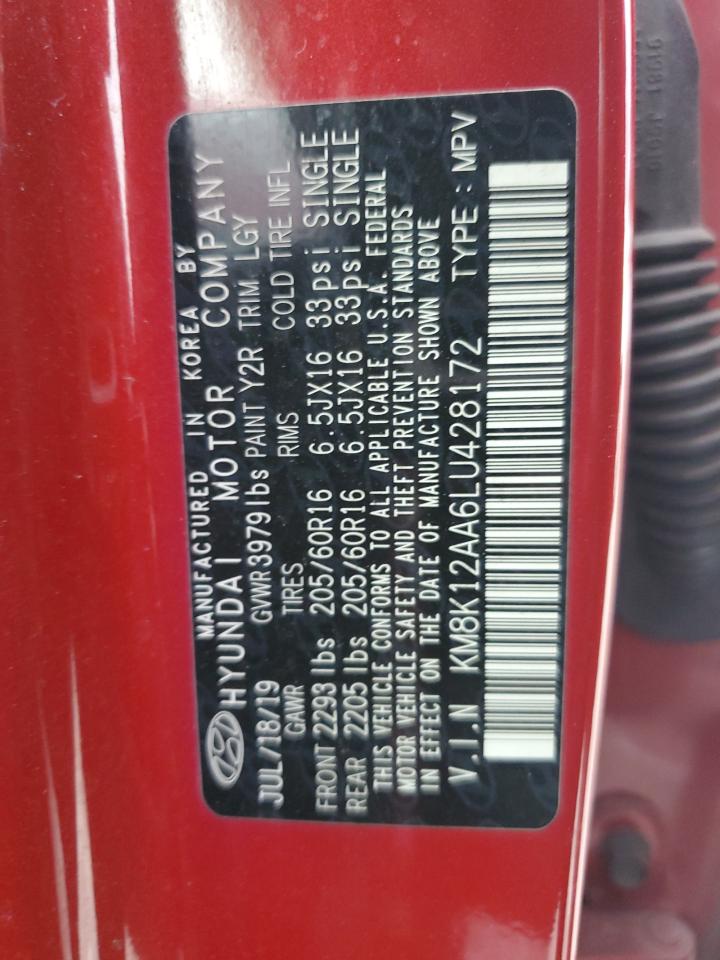 MANUFACTURED IN KOREA BY
HYUNDAI MOTOR COMPANY
JUL/18/19 GVWR 3979 lbs PAINT Y2R TRIM LGY
GAWR TIRES RIMS COLD TIRE INFL
FRONT 2293 lbs 205/60R16 6.5JX16 33psi SINGLE
REAR 2205 lbs 205/60R16 6.5JX16 33psi SINGLE
THIS VEHICLE CONFORMS TO ALL APPLICABLE U.S.A. FEDERAL
MOTOR VEHICLE SAFETY AND THEFT PREVENTION STANDARDS
IN EFFECT ON THE DATE OF MANUFACTURE SHOWN ABOVE
V.I.N KM8K12AA6LU428172 TYPE : MPV